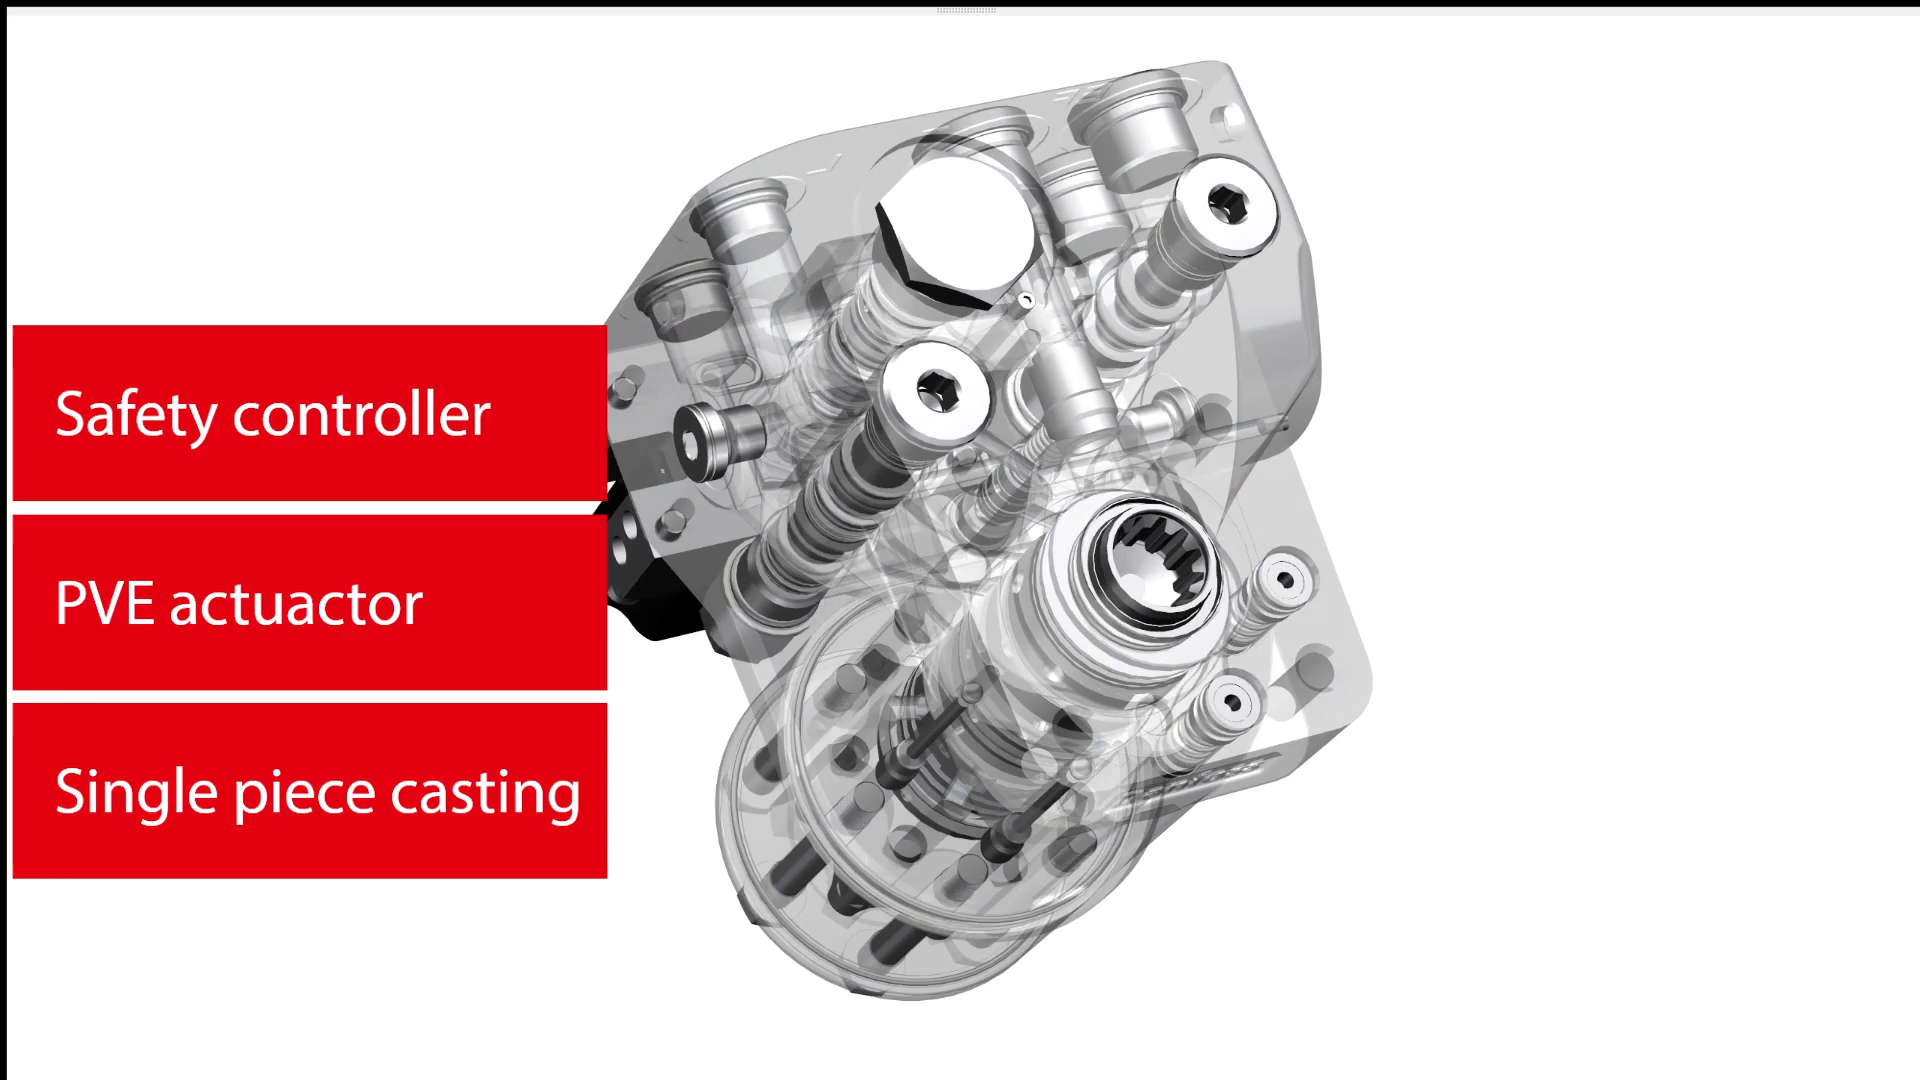 Safety controller
PVE actuactor
Single piece casting